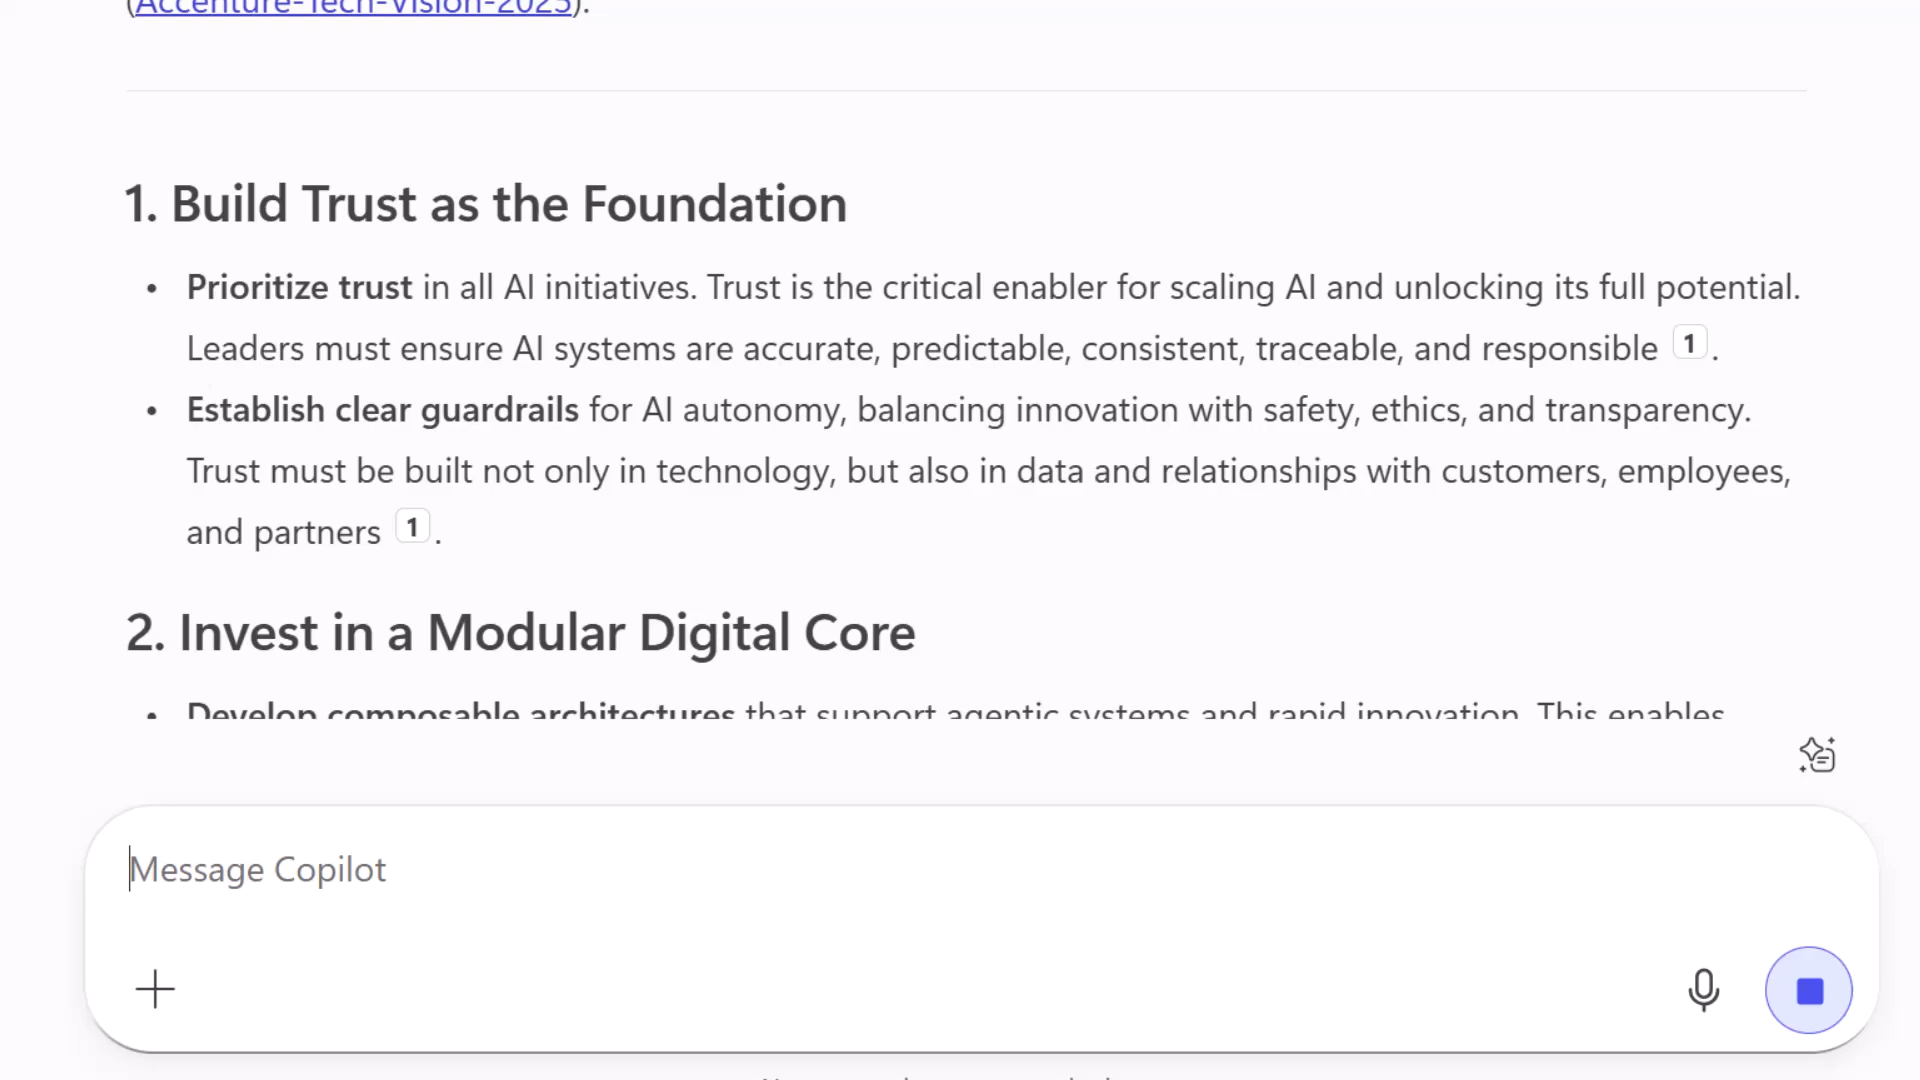 (Accenture-Tech-Vision-2025).
1. Build Trust as the Foundation
• Prioritize trust in all AI initiatives. Trust is the critical enabler for scaling AI and unlocking its full potential.
Leaders must ensure AI systems are accurate, predictable, consistent, traceable, and responsible 1.
• Establish clear guardrails for AI autonomy, balancing innovation with safety, ethics, and transparency.
Trust must be built not only in technology, but also in data and relationships with customers, employees,
and partners 1.
2. Invest in a Modular Digital Core
• Develop composable architectures that support agentic systems and rapid innovation. This enables
Message Copilot